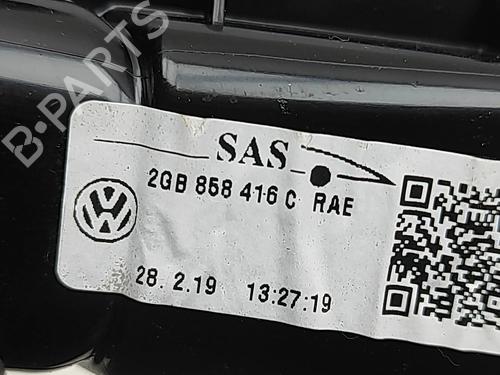 B-PARTS
SAS
2GB 858 416 C RAE
28. 2.19 13:27:19